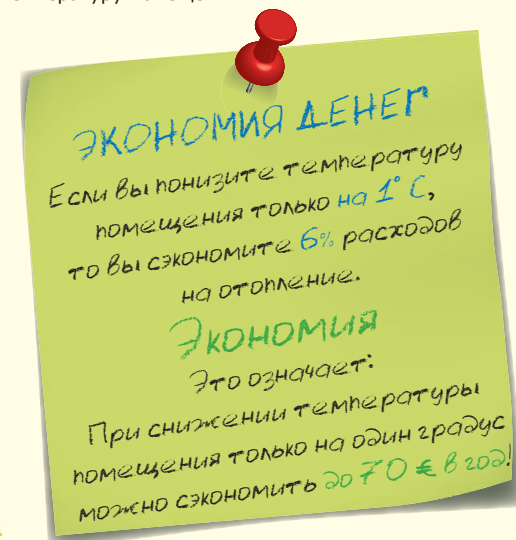 ЭКОНОМИЯ ДЕНЕГ
Если вы понизите температуру
помещения только на 1° С,
то вы сэкономите 6% расходов
на отопление.
Экономия
Это означает:
При снижении температуры
помещения только на один градус
можно сэкономить до 70 € в год!